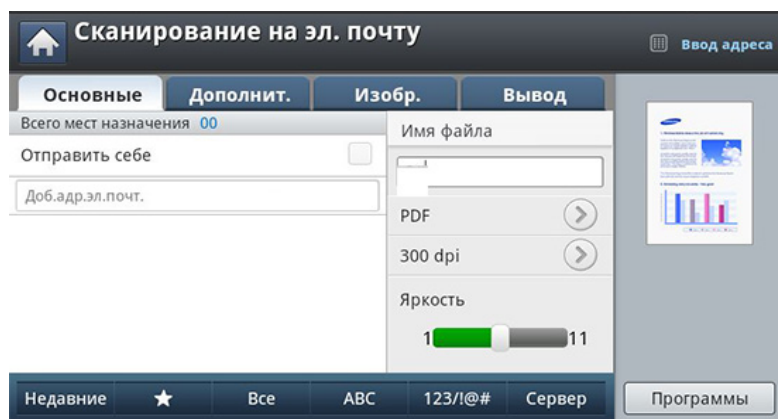 Сканирование на эл. почту
Ввод адреса
Основные
Дополнит.
Изобр.
Вывод
Всего мест назначения 00
Отправить себе
Доб.адр.эл.почт.
Имя файла
PDF
300 dpi
Яркость
1 11
Недавние ★ Все ABC 123/!@# Сервер
Программы